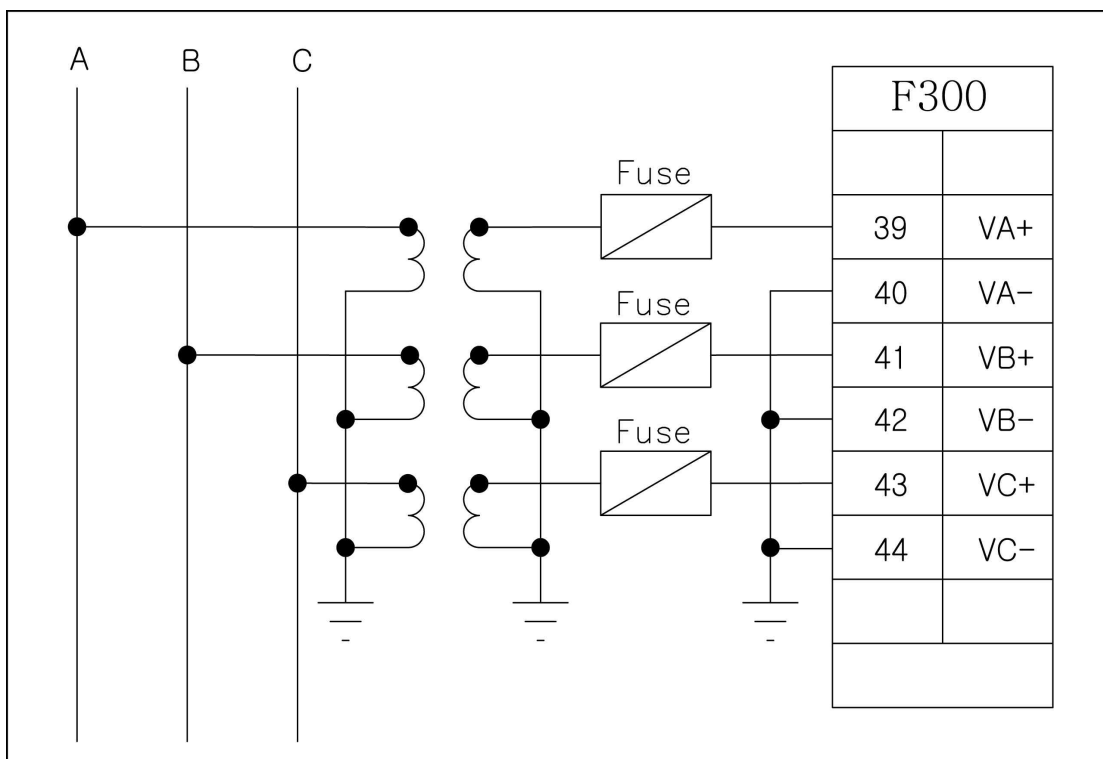 A B C
F300
Fuse
39 VA+
40 VA-
Fuse
41 VB+
42 VB-
Fuse
43 VC+
44 VC-